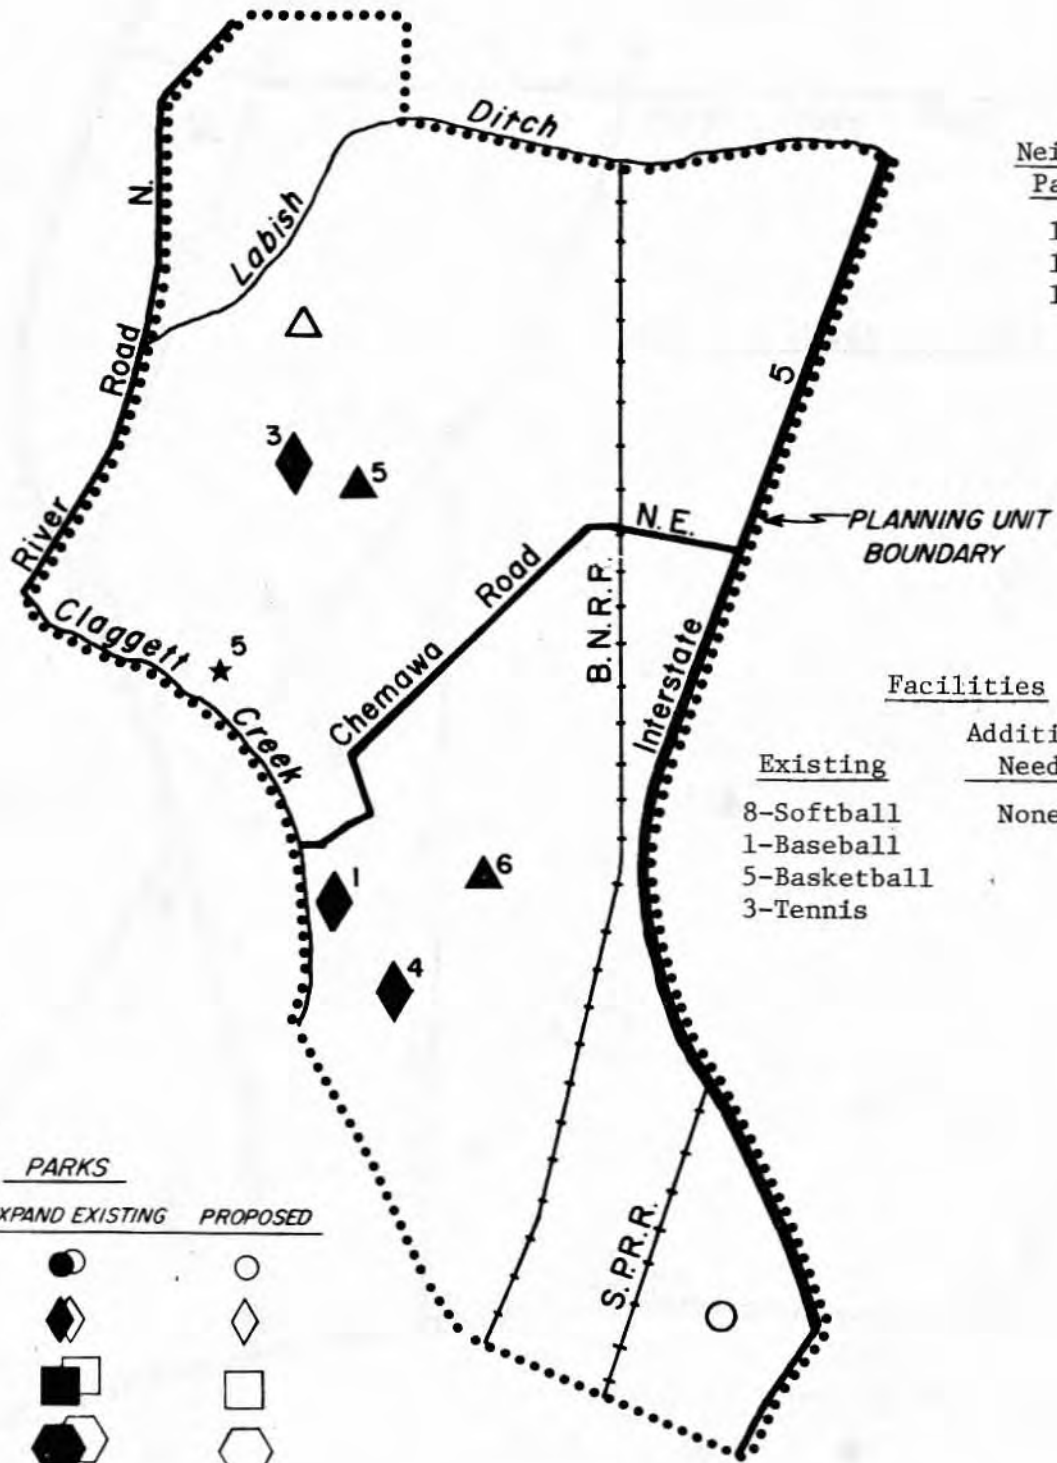 Ditch
N.
Labish
Road
River
3
5
5
N. E.
PLANNING UNIT
BOUNDARY
Road
Chemawa
B. N. R. R.
Interstate
Claggett
Creek
5
1
6
4
S. P. R. R.
Facilities
Existing
8-Softball
None
1-Baseball
5-Basketball
3-Tennis
PARKS
EXISTING
PROPOSED